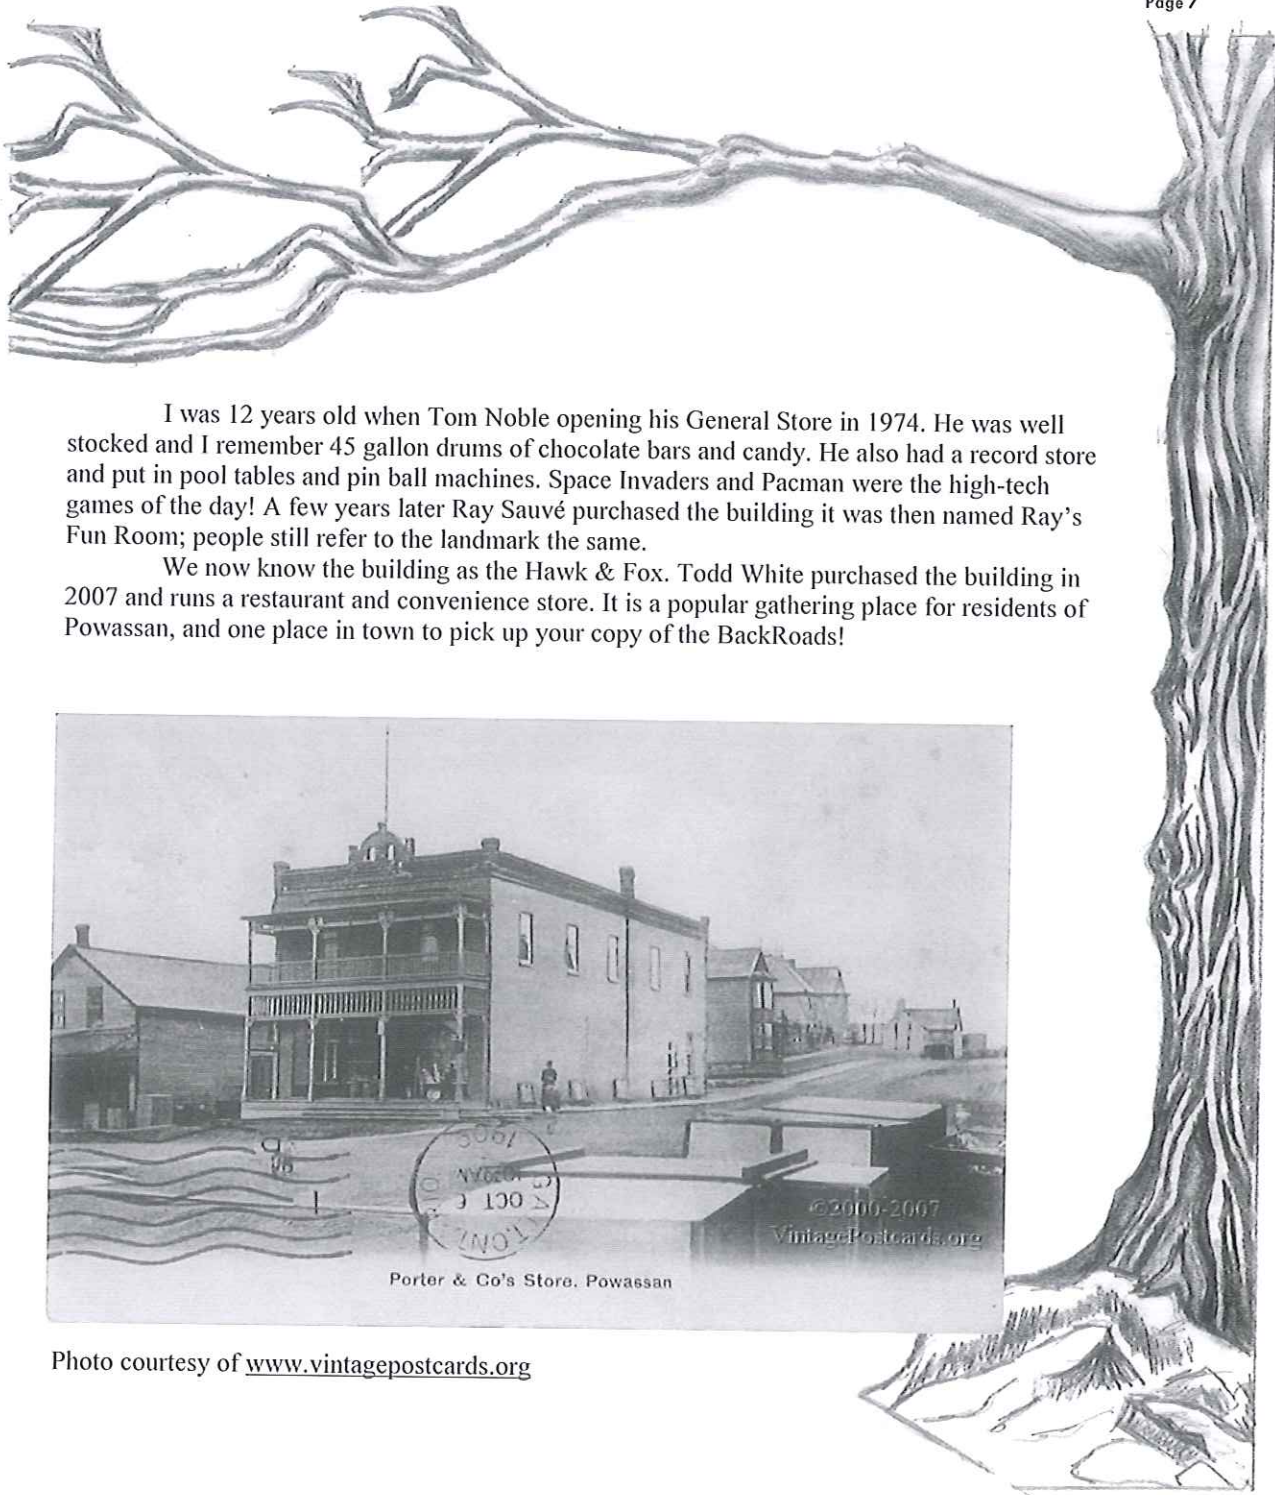 Page 7
I was 12 years old when Tom Noble opening his General Store in 1974. He was well
stocked and I remember 45 gallon drums of chocolate bars and candy. He also had a record store
and put in pool tables and pin ball machines. Space Invaders and Pacman were the high-tech
games of the day! A few years later Ray Sauvé purchased the building it was then named Ray's
Fun Room; people still refer to the landmark the same.
We now know the building as the Hawk & Fox. Todd White purchased the building in
2007 and runs a restaurant and convenience store. It is a popular gathering place for residents of
Powassan, and one place in town to pick up your copy of the BackRoads!
OCT
©2000-2007
VintagePostcards.org
Porter & Co's Store. Powassan
Photo courtesy of www.vintagepostcards.org